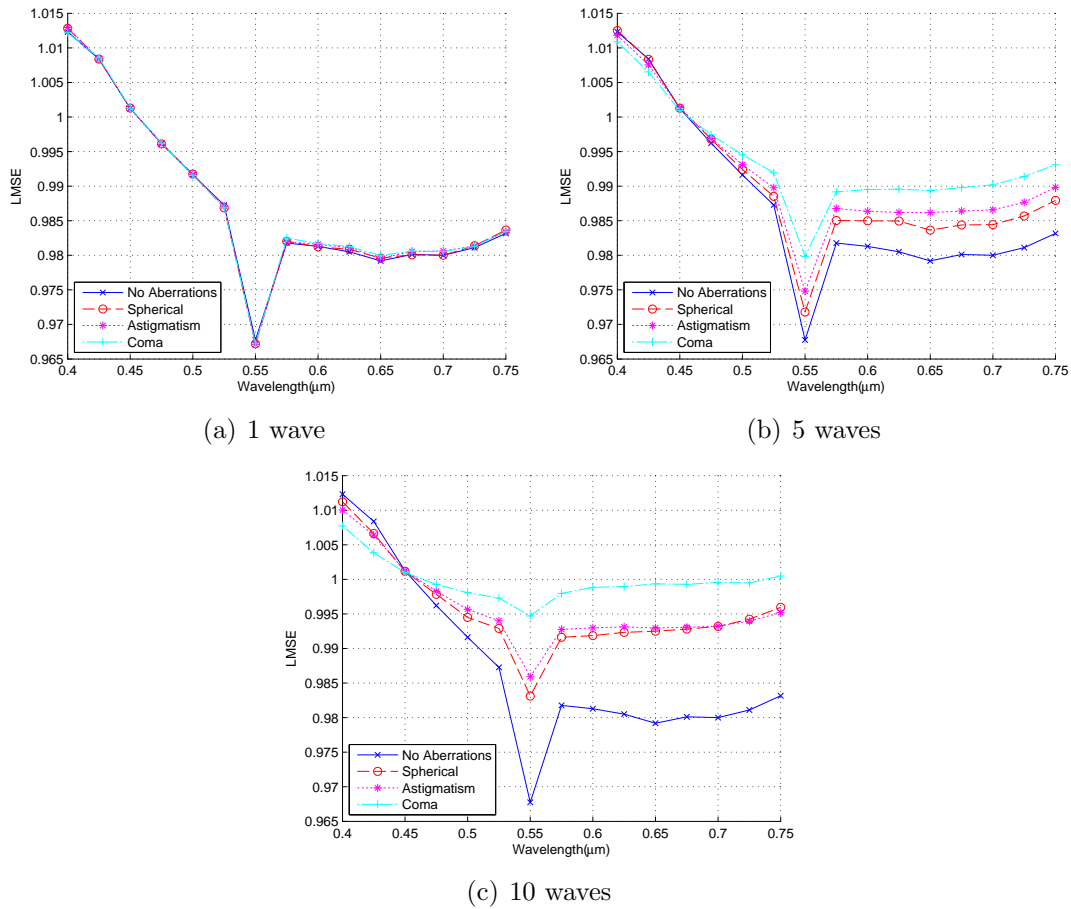 1.015
1.01
1.005
1
0.995
0.99
0.985
0.98
0.975
0.97
0.965
LMSE
No Aberrations
Spherical
Astigmatism
Coma
0.4
0.45
0.5
0.55
0.6
0.65
0.7
0.75
Wavelength(μm)
(a) 1 wave
1.015
1.01
1.005
1
0.995
0.99
0.985
0.98
0.975
0.97
0.965
LMSE
No Aberrations
Spherical
Astigmatism
Coma
0.4
0.45
0.5
0.55
0.6
0.65
0.7
0.75
Wavelength(μm)
(b) 5 waves
1.015
1.01
1.005
1
0.995
0.99
0.985
0.98
0.975
0.97
0.965
LMSE
No Aberrations
Spherical
Astigmatism
Coma
0.4
0.45
0.5
0.55
0.6
0.65
0.7
0.75
Wavelength(μm)
(c) 10 waves